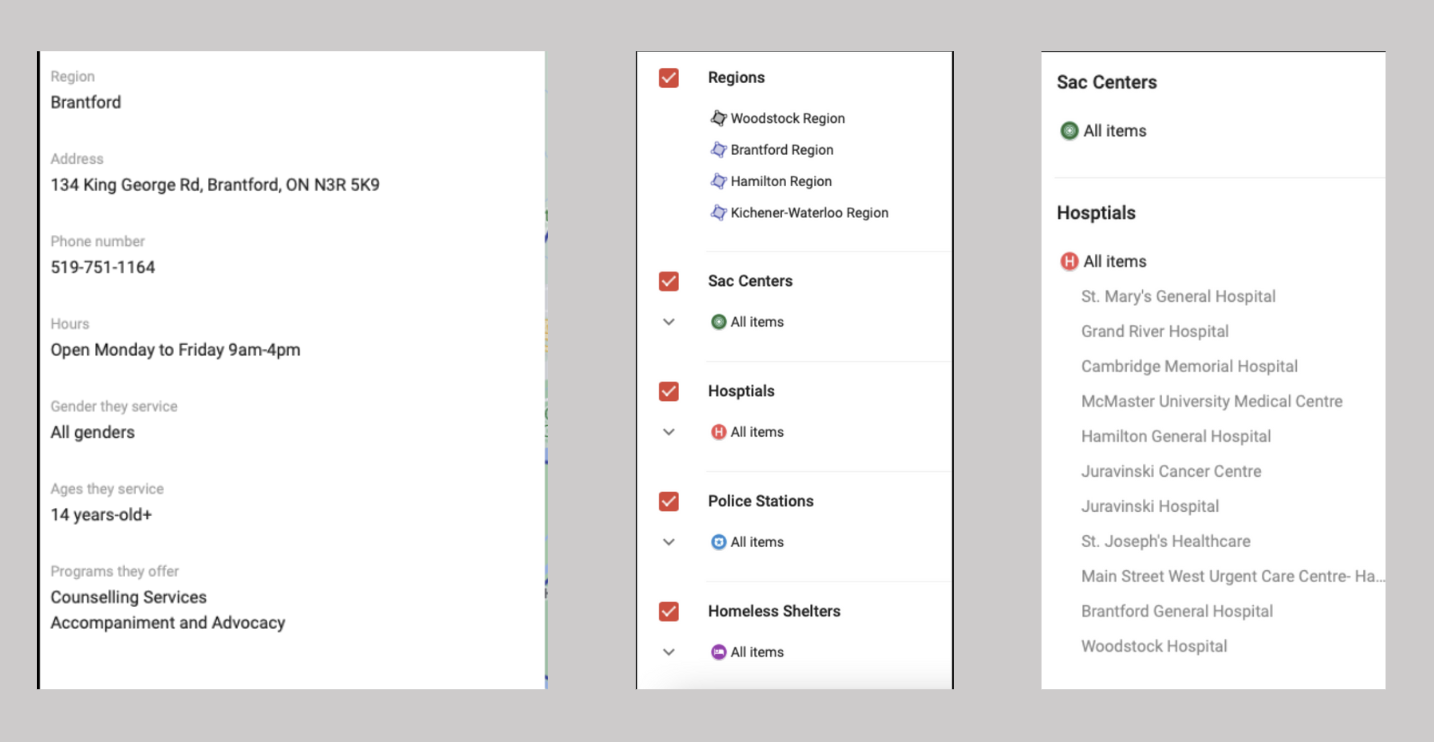 Region
Brantford
Address
134 King George Rd, Brantford, ON N3R 5K9
Phone number
519-751-1164
Hours
Open Monday to Friday 9am-4pm
Gender they service
All genders
Ages they service
14 years-old+
Programs they offer
Counselling Services
Accompaniment and Advocacy
Regions
Woodstock Region
Brantford Region
Hamilton Region
Kichener-Waterloo Region
Sac Centers
All items
Hosptials
H All items
Police Stations
All items
Homeless Shelters
All items
Sac Centers
All items
Hosptials
H All items
St. Mary's General Hospital
Grand River Hospital
Cambridge Memorial Hospital
McMaster University Medical Centre
Hamilton General Hospital
Juravinski Cancer Centre
Juravinski Hospital
St. Joseph's Healthcare
Main Street West Urgent Care Centre- Ha...
Brantford General Hospital
Woodstock Hospital